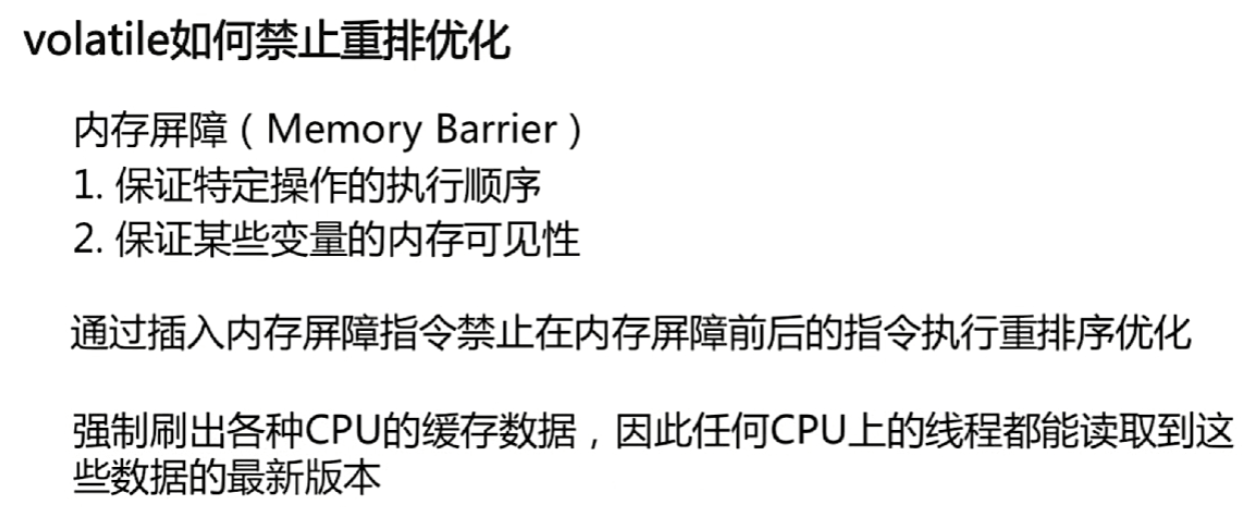 volatile如何禁止重排优化
内存屏障（Memory Barrier）
1. 保证特定操作的执行顺序
2. 保证某些变量的内存可见性
通过插入内存屏障指令禁止在内存屏障前后的指令执行重排序优化
强制刷出各种CPU的缓存数据，因此任何CPU上的线程都能读取到这
些数据的最新版本